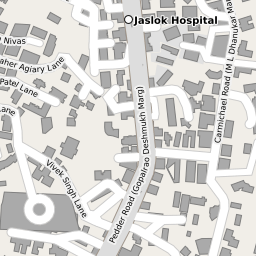 Jaslok Hospital
Nivas
aher Agiary Lane
Patel Lane
Lane
Vivek Singh Lane
Pedder Road (Gopalrao Deshmukh Marg)
Carmichael Road (M L Dhanukar Ma